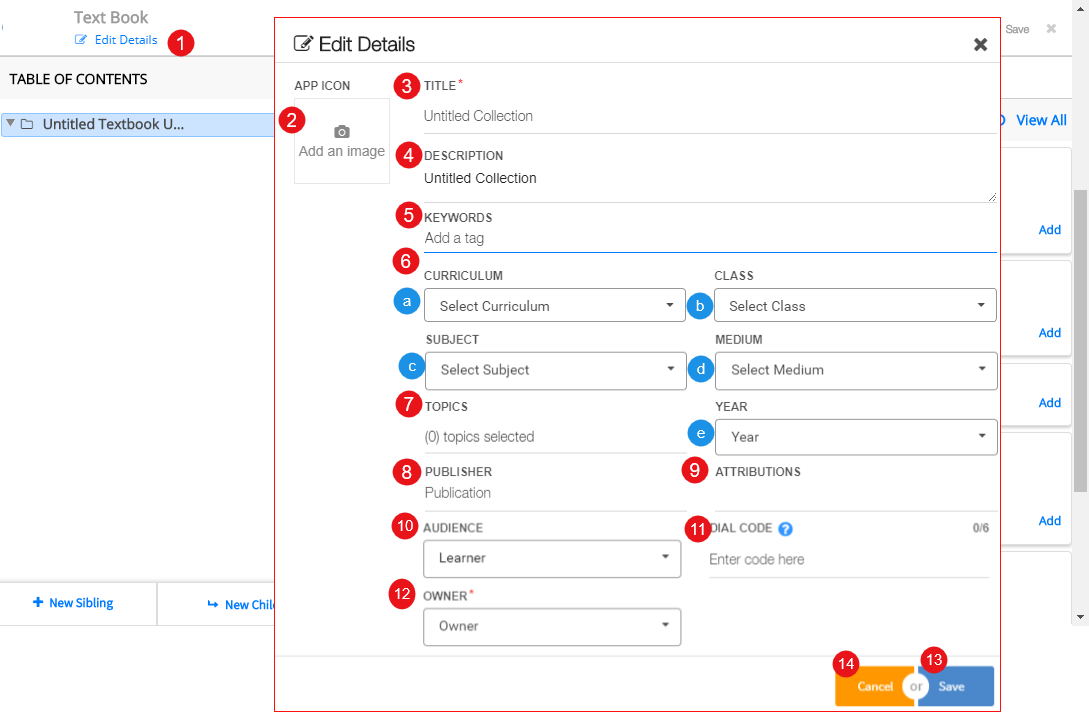 Text Book
Edit Details
1
Save
TABLE OF CONTENTS
Untitled Textbook U...
View All
Add
Add
Add
Add
New Sibling
New Chil
Edit Details
APP ICON
2
Add an image
3 TITLE*
Untitled Collection
4 DESCRIPTION
Untitled Collection
5 KEYWORDS
Add a tag
6
CURRICULUM CLASS
a Select Curriculum b Select Class
SUBJECT MEDIUM
c Select Subject d Select Medium
7 TOPICS YEAR
(0) topics selected e Year
8 PUBLISHER 9 ATTRIBUTIONS
Publication
10 AUDIENCE 11 DIAL CODE ? 0/6
Learner Enter code here
12 OWNER*
Owner
14 13
Cancel or Save